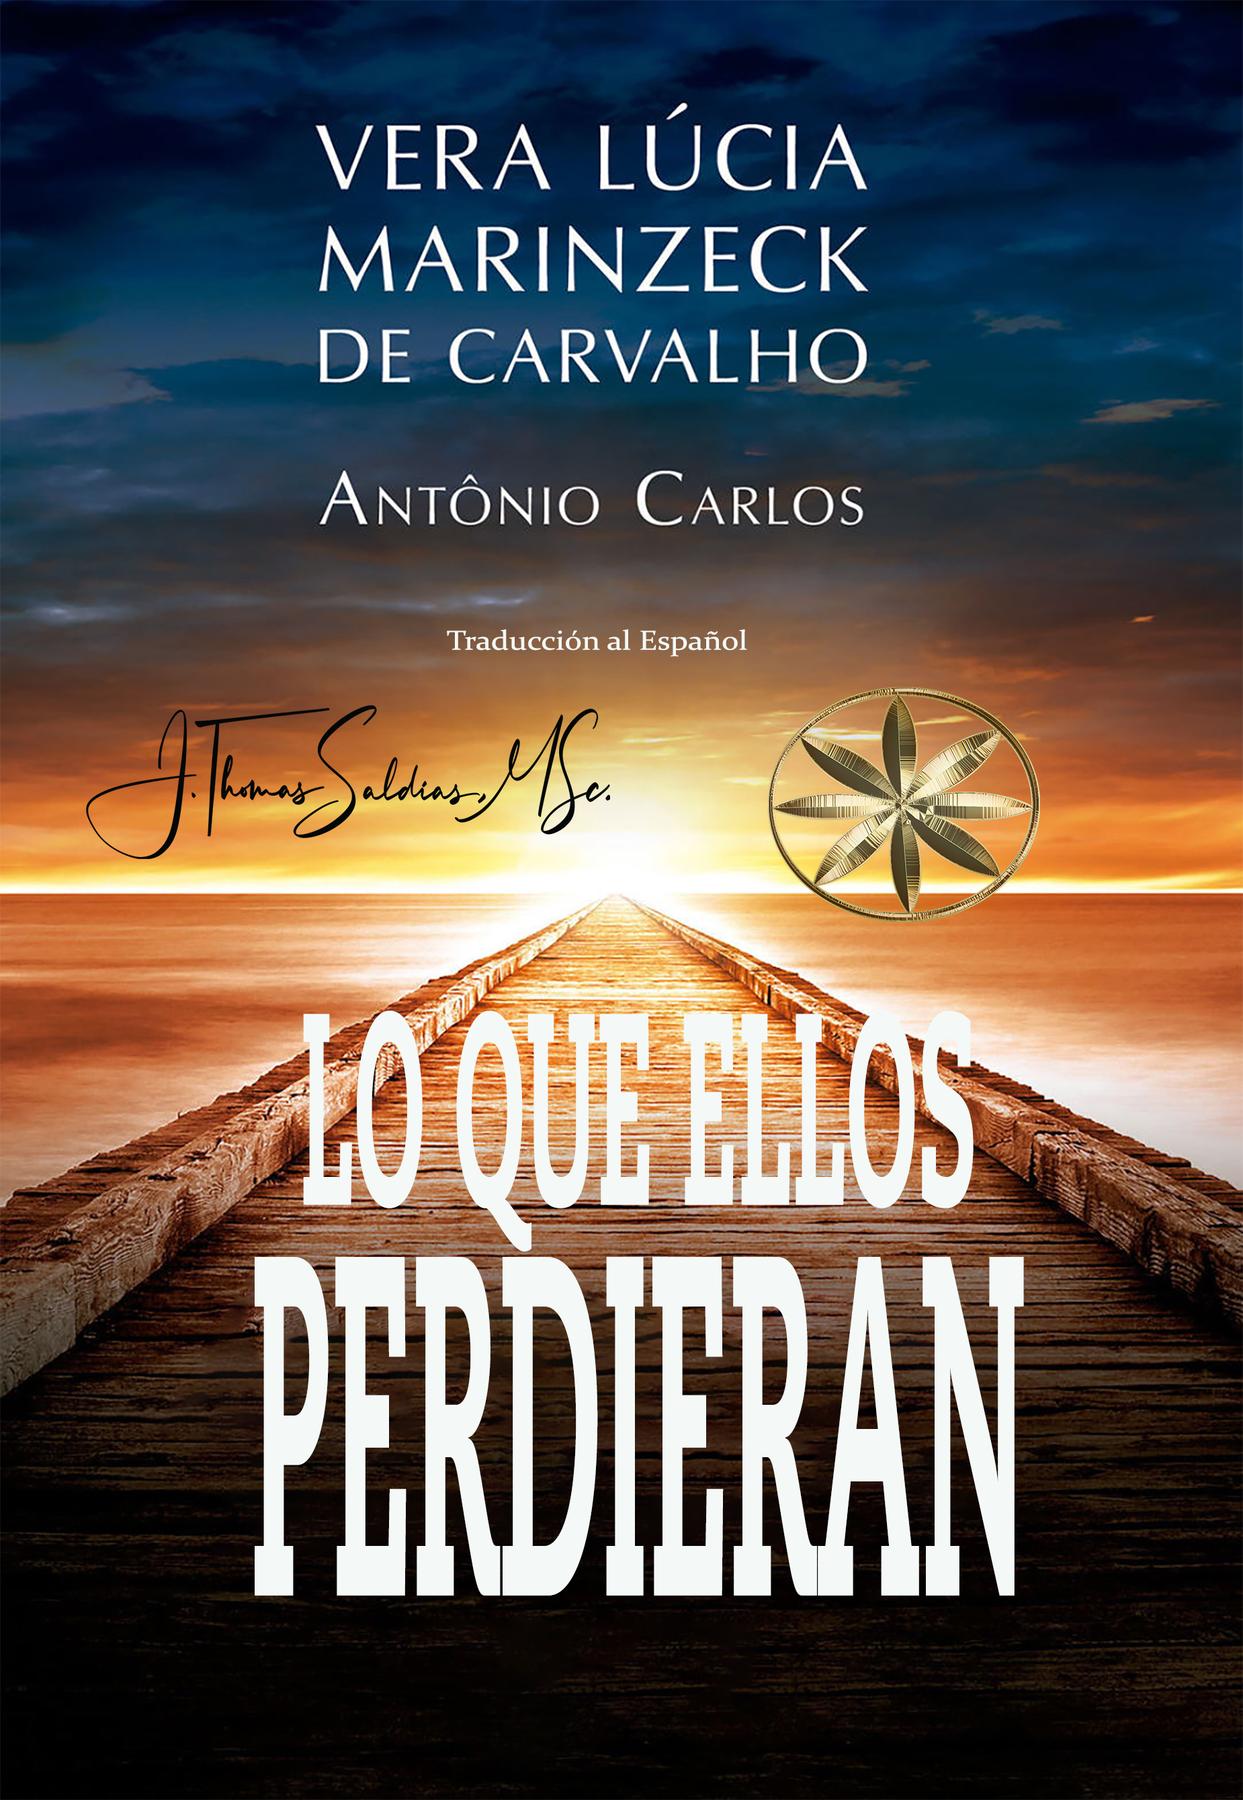 VERA LÚCIA
MARINZECK
DE CARVALHO
ANTÔNIO CARLOS
Traducción al Español
J. Thomas Saldias, MSc.
LO QUE ELLOS
PERDIERAN